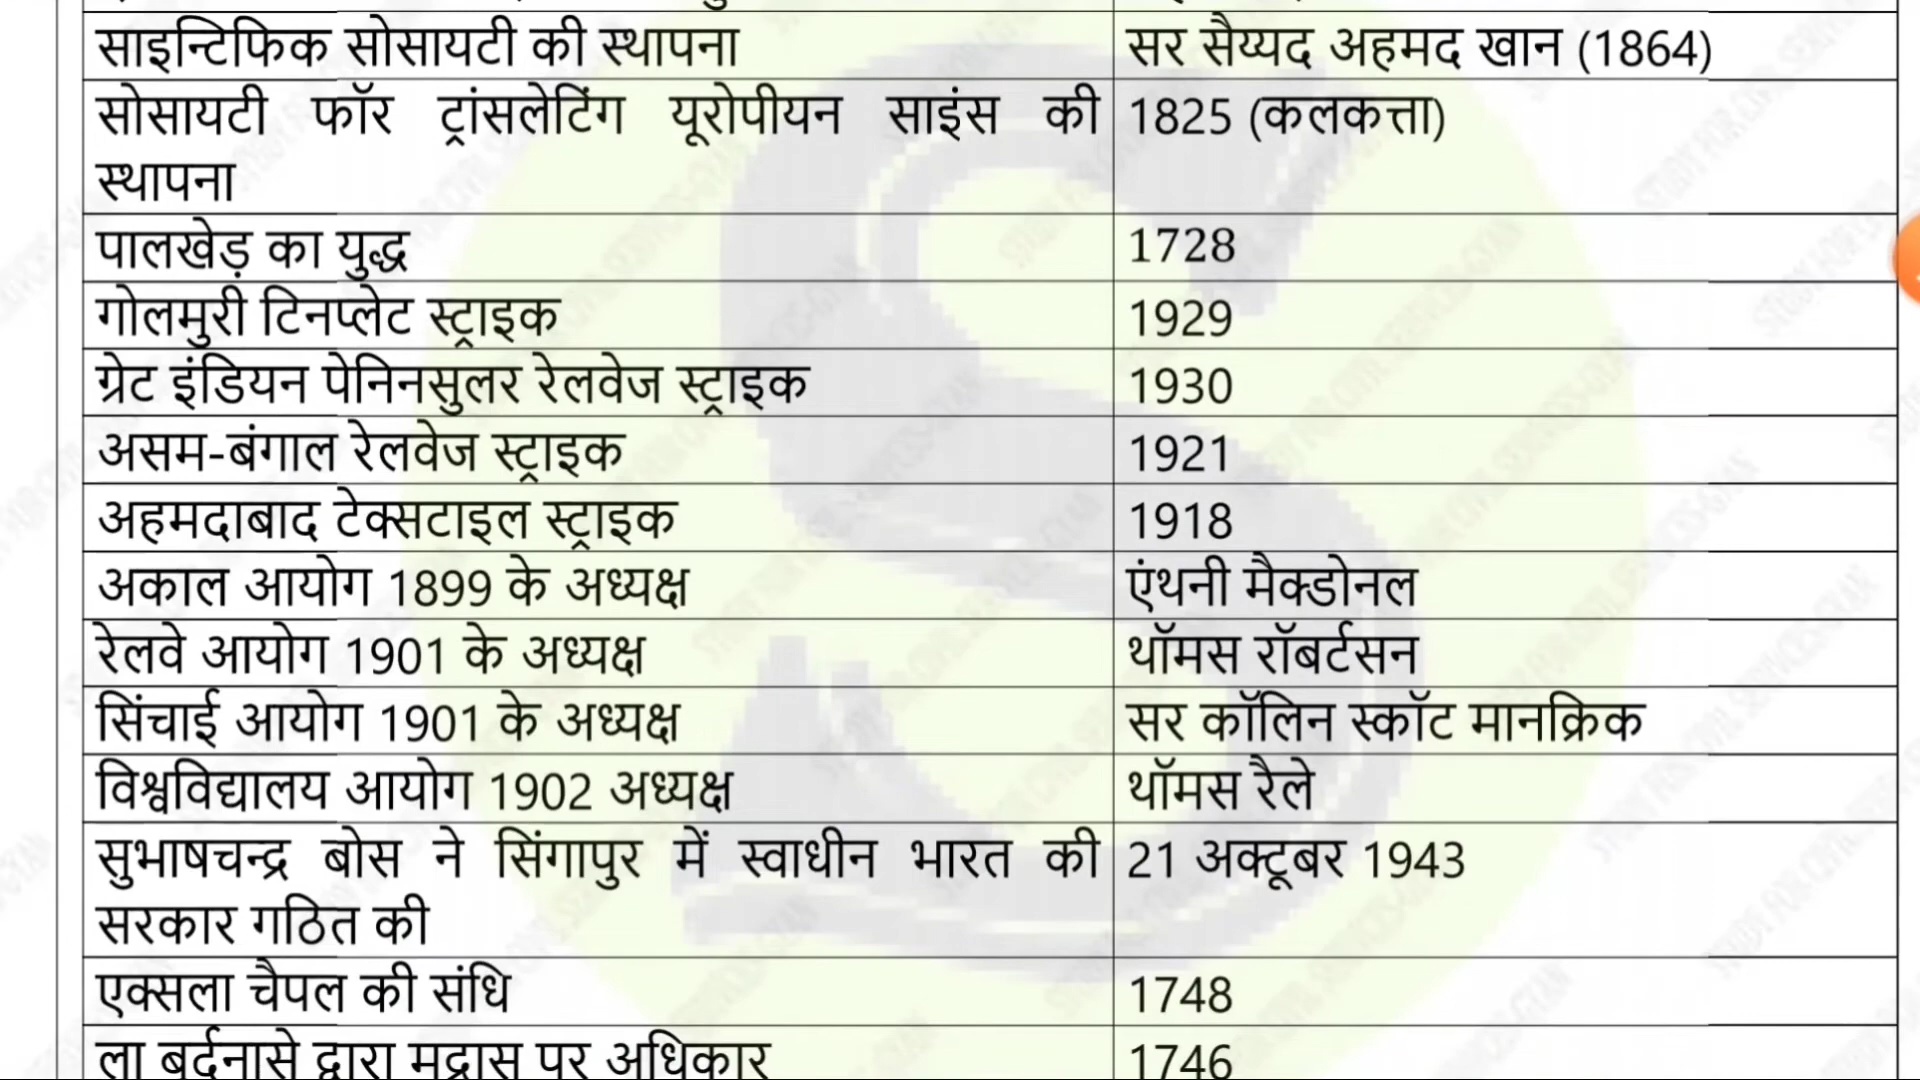 साइन्टिफिक सोसायटी की स्थापना सर सैय्यद अहमद खान (1864)
सोसायटी फॉर ट्रांसलेटिंग यूरोपीयन साइंस की 1825 (कलकत्ता)
स्थापना
पालखेड़ का युद्ध 1728
गोलमुरी टिनप्लेट स्ट्राइक 1929
ग्रेट इंडियन पेनिनसुलर रेलवेज स्ट्राइक 1930
असम-बंगाल रेलवेज स्ट्राइक 1921
अहमदाबाद टेक्सटाइल स्ट्राइक 1918
अकाल आयोग 1899 के अध्यक्ष एंथनी मैक्डोनल
रेलवे आयोग 1901 के अध्यक्ष थॉमस रॉबर्टसन
सिंचाई आयोग 1901 के अध्यक्ष सर कॉलिन स्कॉट मानक्रिक
विश्वविद्यालय आयोग 1902 अध्यक्ष थॉमस रैले
सुभाषचन्द्र बोस ने सिंगापुर में स्वाधीन भारत की 21 अक्टूबर 1943
सरकार गठित की
एक्सला चैपल की संधि 1748
ला बर्दनासे द्वारा मद्रास पर अधिकार 1746